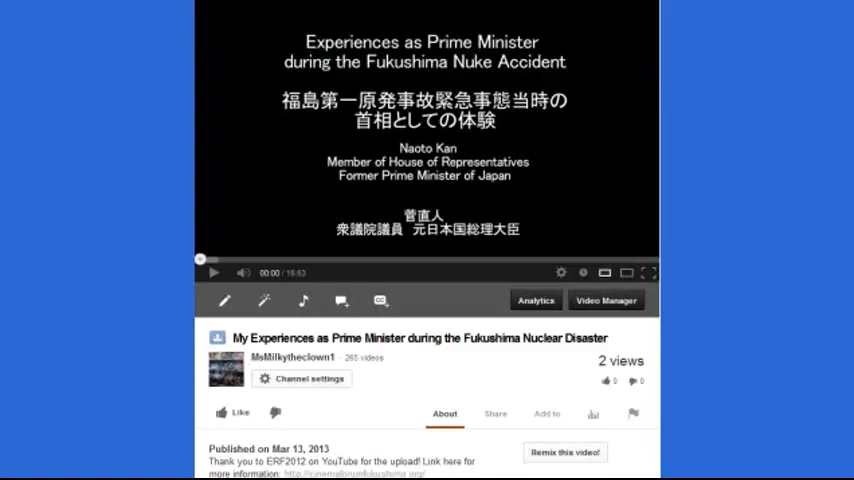 Experiences as Prime Minister
during the Fukushima Nuke Accident
福島第一原発事故緊急事態当時の
首相としての体験
Naoto Kan
Member of House of Representatives
Former Prime Minister of Japan
菅直人
衆議院議員 元日本国総理大臣
00:00 / 15:53
Analytics Video Manager
My Experiences as Prime Minister during the Fukushima Nuclear Disaster
MsMilkytheclown1 - 265 videos
2 views
Channel settings
0 0
Like
About Share Add to
Published on Mar 13, 2013
Remix this video!
Thank you to ERF2012 on YouTube for the upload! Link here for
more information: http://cinemaforumfukushima.org/